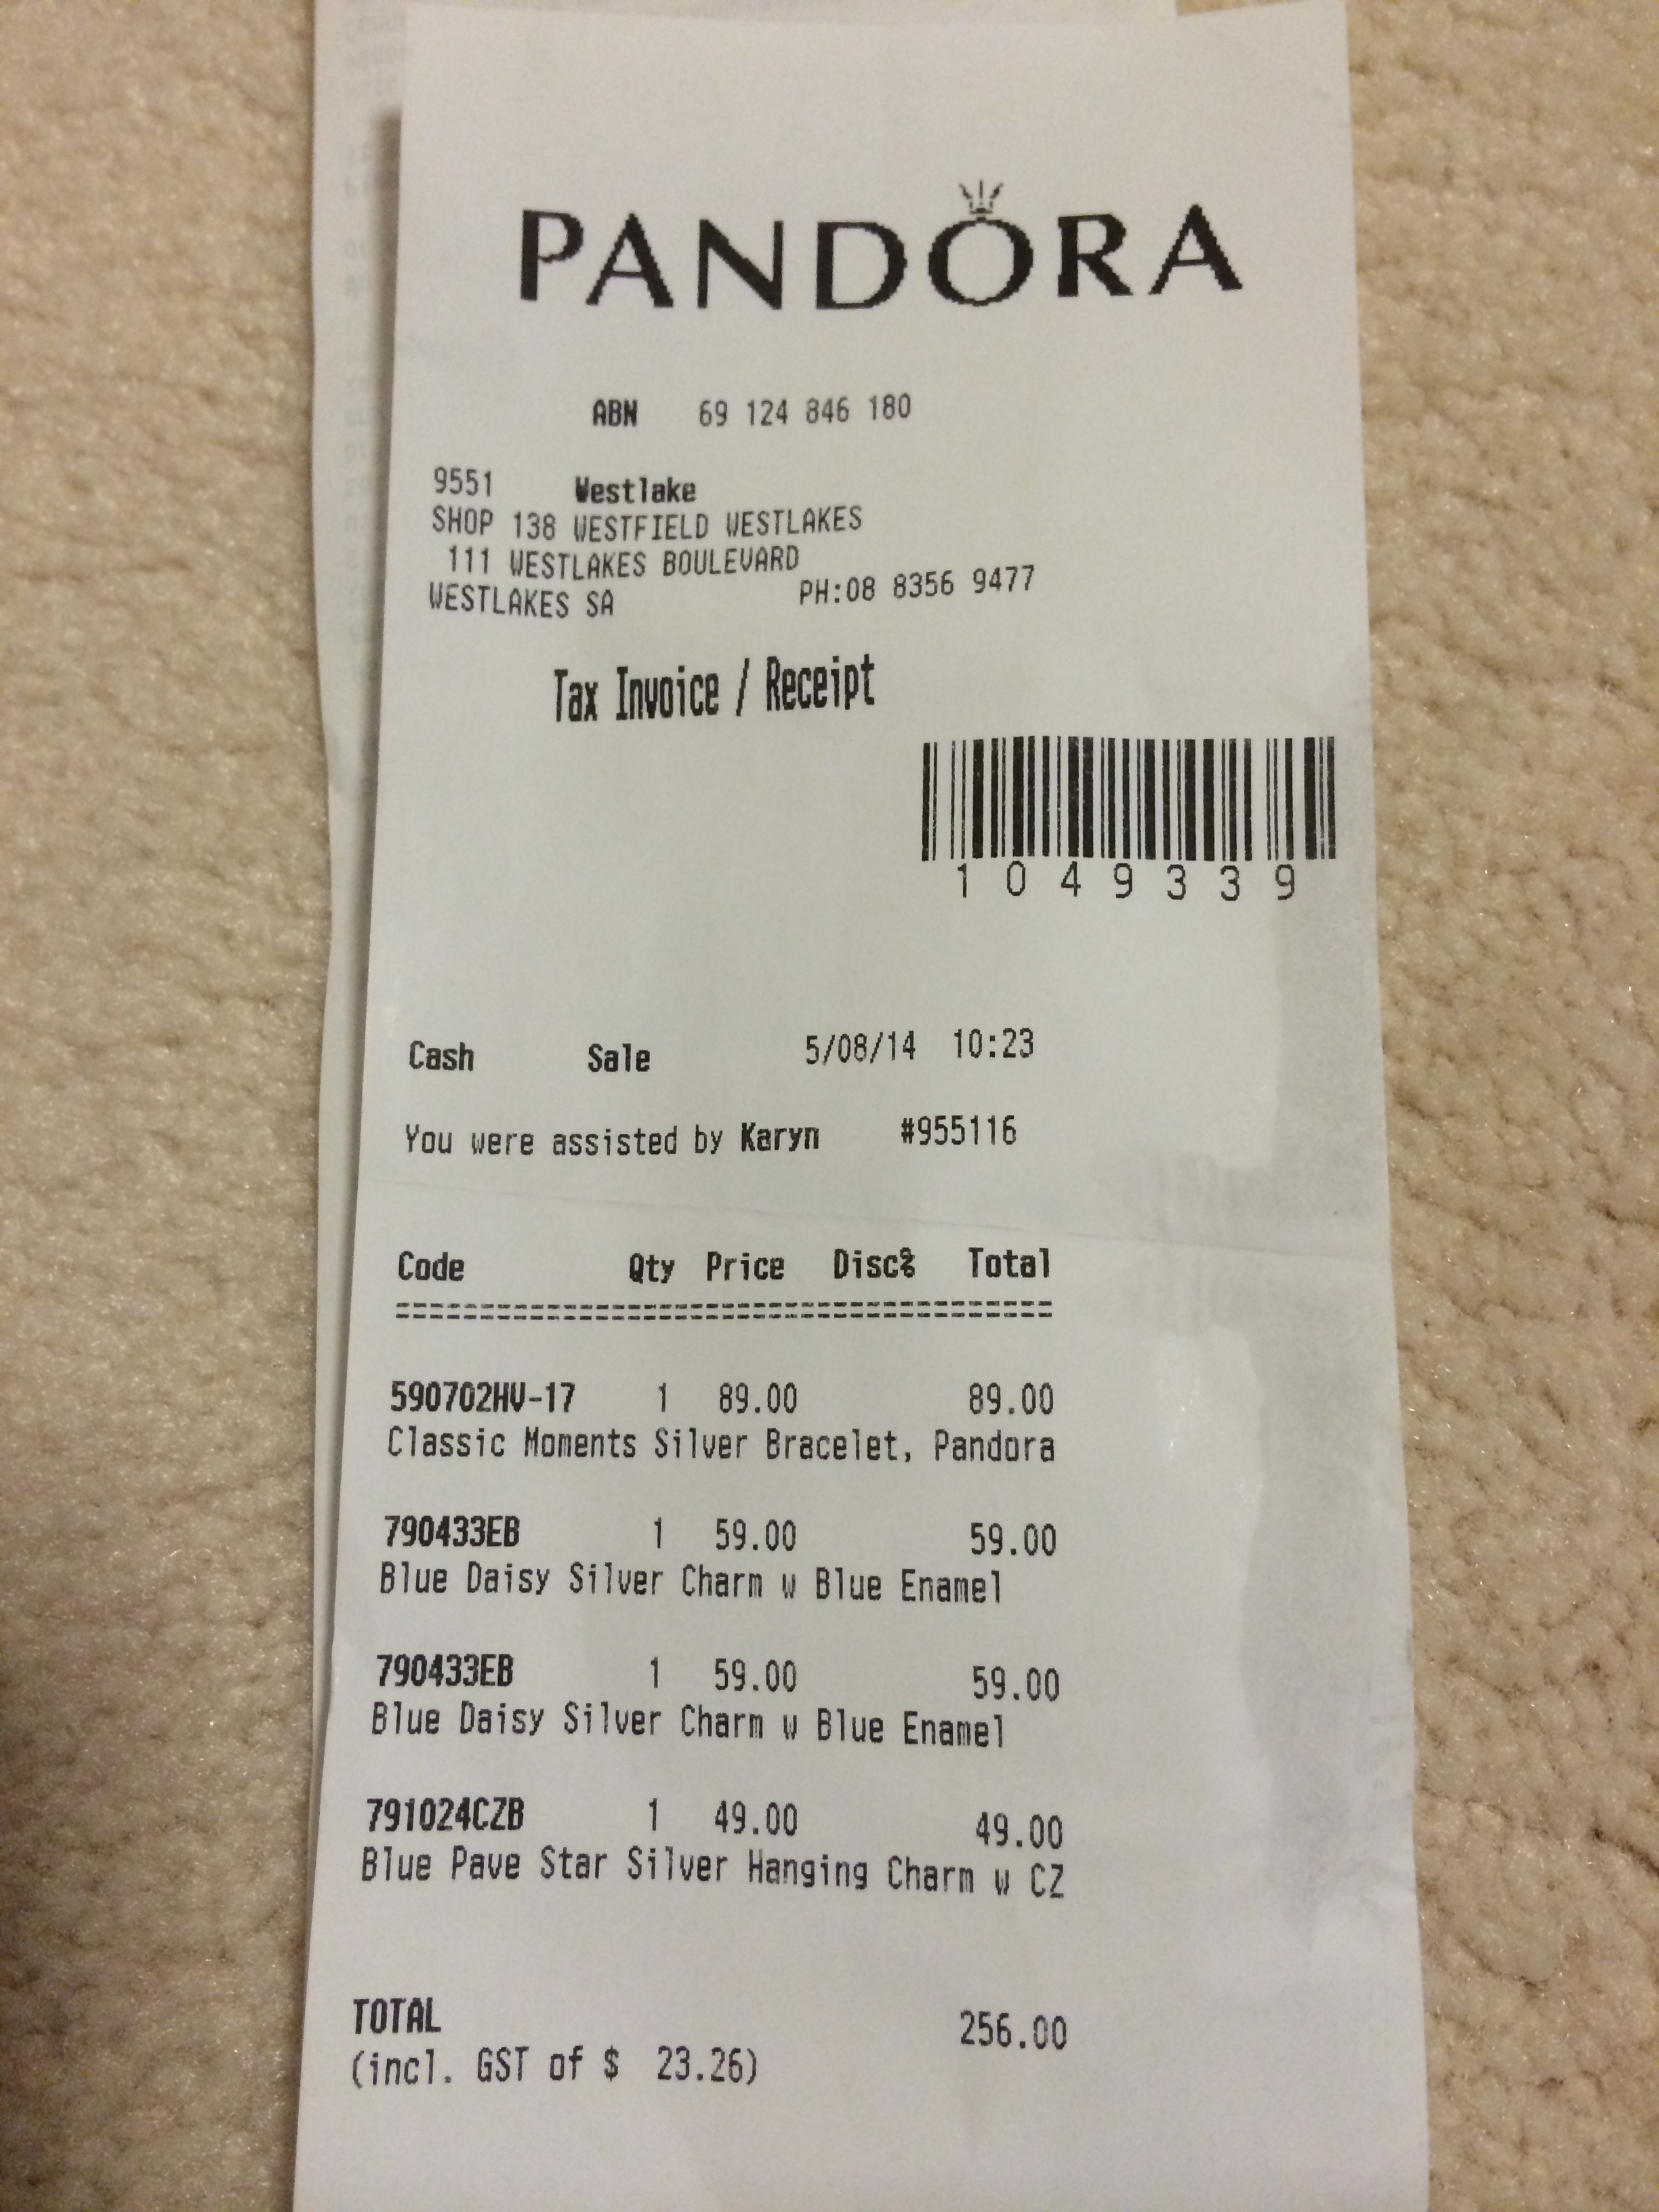 PANDORA
ABN 69 124 846 180
9551 Westlake
SHOP 138 WESTFIELD WESTLAKES
111 WESTLAKES BOULEVARD
WESTLAKES SA PH:08 8356 9477
Tax Invoice / Receipt
1049339
Cash Sale 5/08/14 10:23
You were assisted by Karyn #955116
Code Qty Price Disc% Total
========================================
590702HV-17 1 89.00 89.00
Classic Moments Silver Bracelet, Pandora
790433EB 1 59.00 59.00
Blue Daisy Silver Charm w Blue Enamel
790433EB 1 59.00 59.00
Blue Daisy Silver Charm w Blue Enamel
791024CZB 1 49.00 49.00
Blue Pave Star Silver Hanging Charm w CZ
TOTAL 256.00
(incl. GST of $ 23.26)